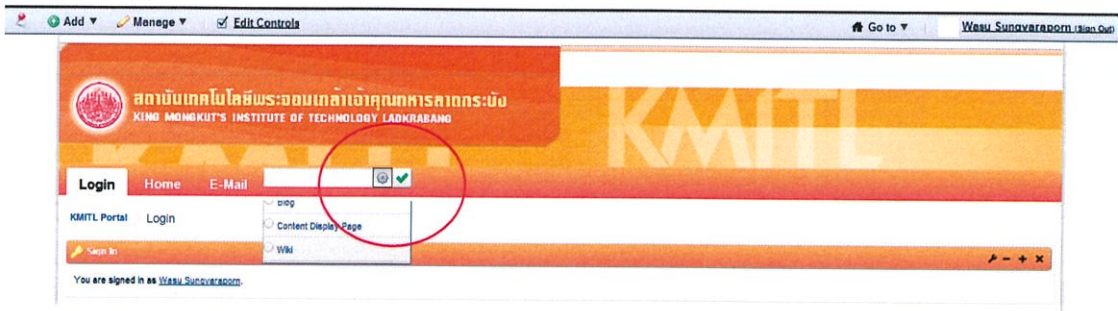 Add ▼ Manage ▼ Edit Controls Go to ▼ Wasu Sungvaraporn (Sign Out)
สถาบันเทคโนโลยีพระจอมเกล้าเจ้าคุณทหารลาดกระบัง
KING MONGKUT'S INSTITUTE OF TECHNOLOGY LADKRABANG
KMITL
Login Home E-Mail
Blog
KMITL Portal Login
Content Display Page
Sign In
Wiki
You are signed in as Wasu Sungvaraporn.